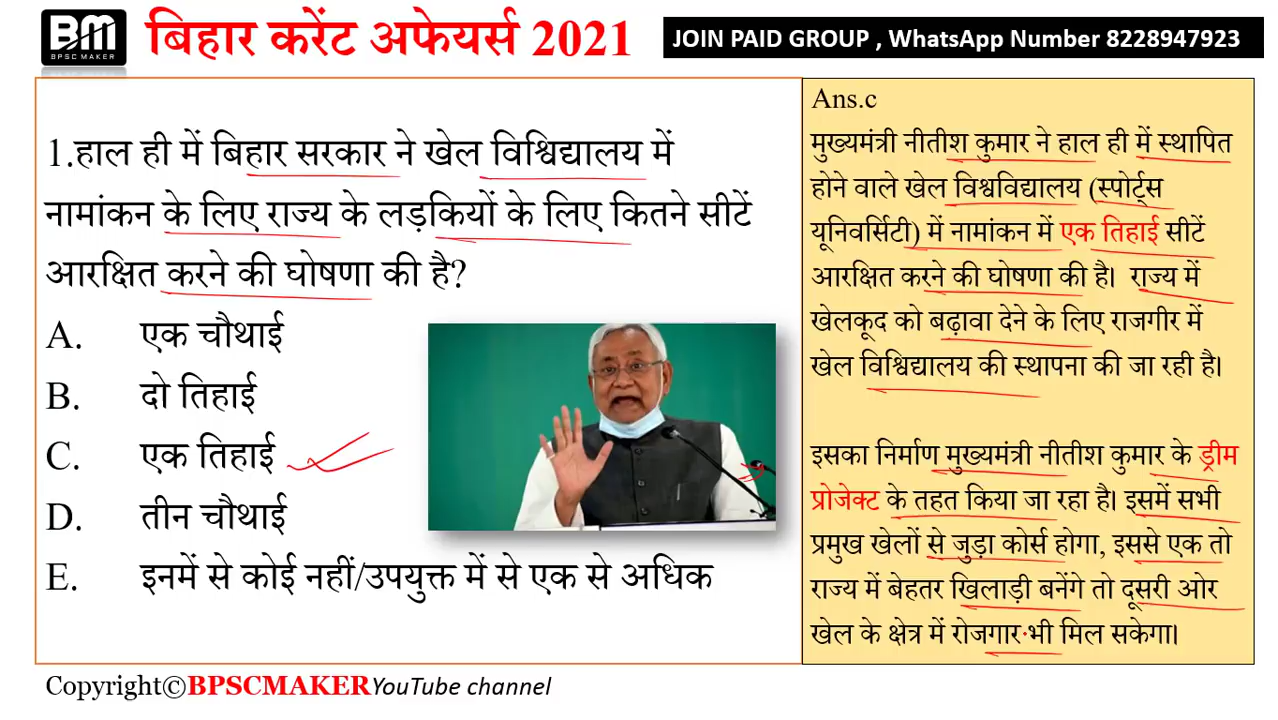 BM
BPSC MAKER
बिहार करेंट अफेयर्स 2021
JOIN PAID GROUP , WhatsApp Number 8228947923
1.हाल ही में बिहार सरकार ने खेल विश्विद्यालय में
नामांकन के लिए राज्य के लड़कियों के लिए कितने सीटें
आरक्षित करने की घोषणा की है?
A. एक चौथाई
B. दो तिहाई
C. एक तिहाई
D. तीन चौथाई
E. इनमें से कोई नहीं/उपयुक्त में से एक से अधिक
Ans.c
मुख्यमंत्री नीतीश कुमार ने हाल ही में स्थापित
होने वाले खेल विश्वविद्यालय (स्पोर्ट्स
यूनिवर्सिटी) में नामांकन में एक तिहाई सीटें
आरक्षित करने की घोषणा की है। राज्य में
खेलकूद को बढ़ावा देने के लिए राजगीर में
खेल विश्विद्यालय की स्थापना की जा रही है।
इसका निर्माण मुख्यमंत्री नीतीश कुमार के ड्रीम
प्रोजेक्ट के तहत किया जा रहा है। इसमें सभी
प्रमुख खेलों से जुड़ा कोर्स होगा, इससे एक तो
राज्य में बेहतर खिलाड़ी बनेंगे तो दूसरी ओर
खेल के क्षेत्र में रोजगार भी मिल सकेगा।
Copyright©BPSCMAKERYouTube channel